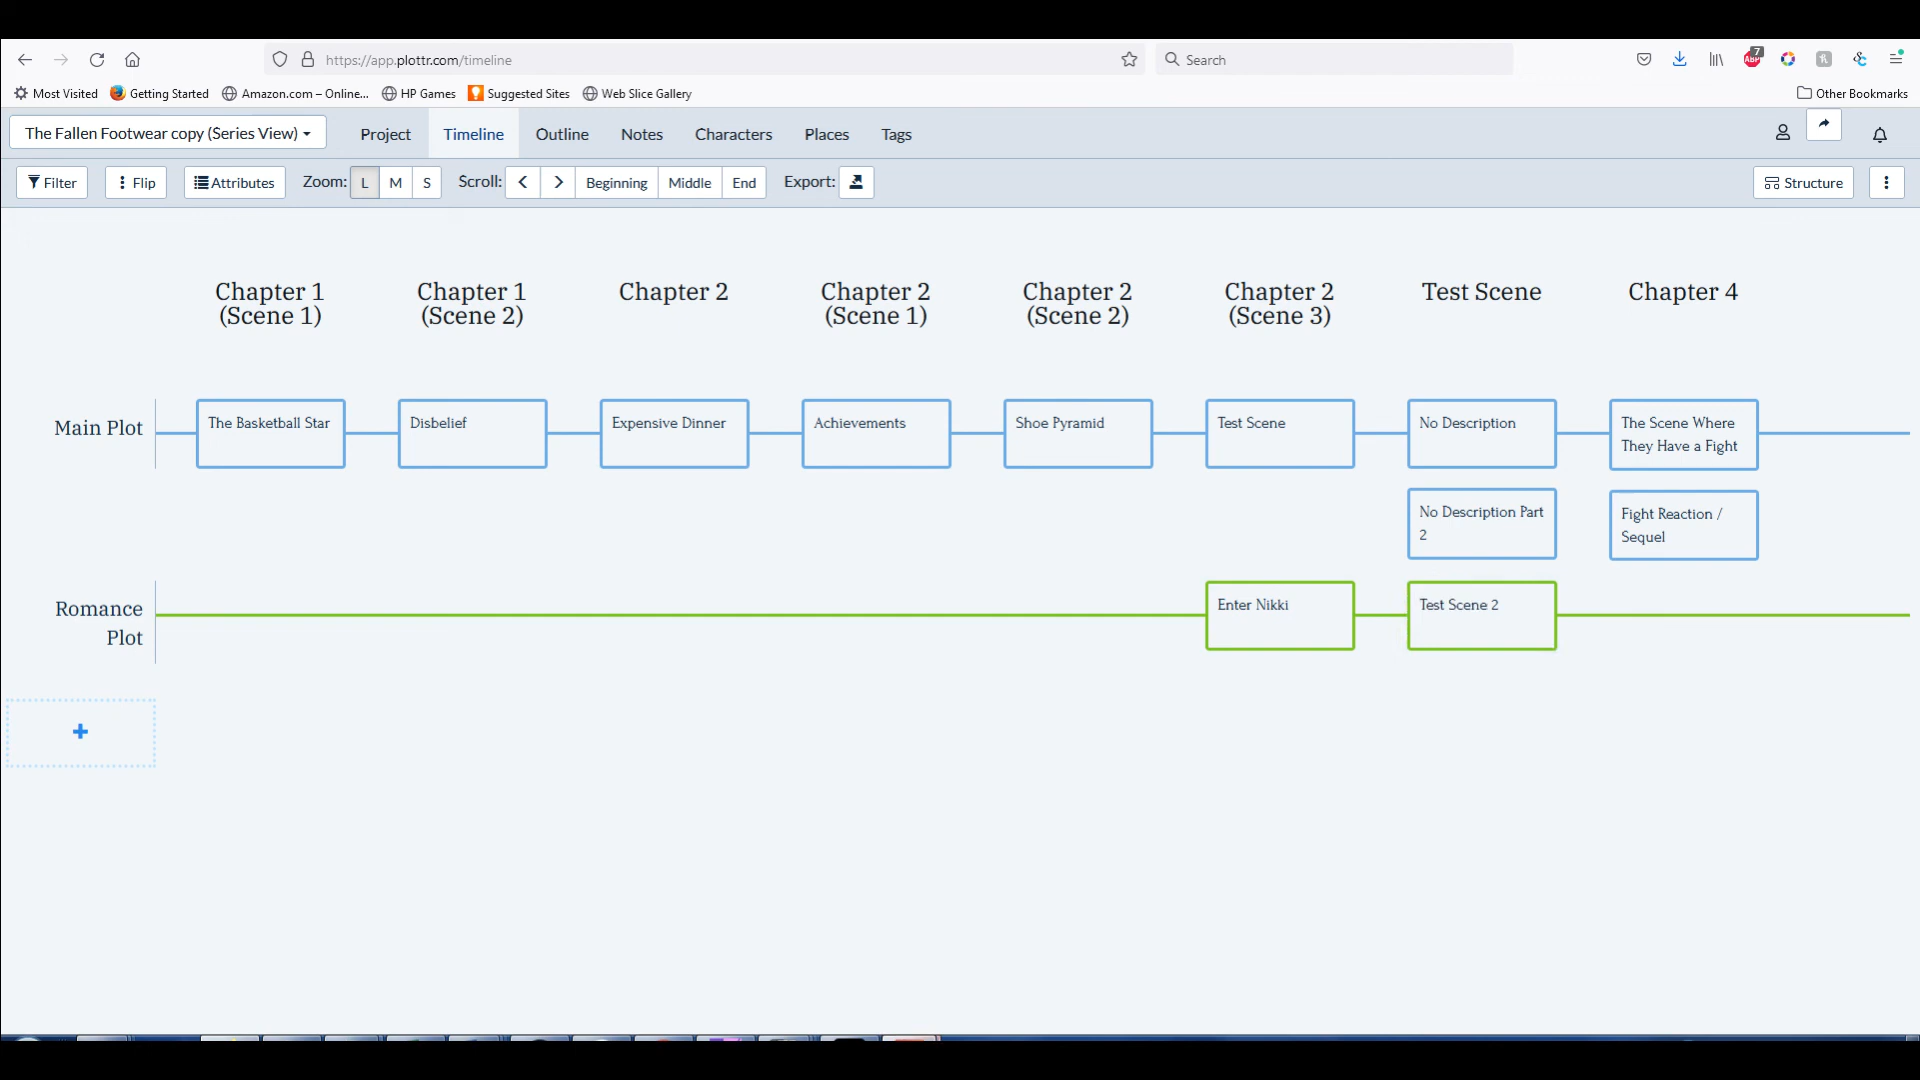 https://app.plottr.com/timeline
Search
7
ABP
Most Visited Getting Started Amazon.com – Online... HP Games Suggested Sites Web Slice Gallery Other Bookmarks
The Fallen Footwear copy (Series View) Project Timeline Outline Notes Characters Places Tags
Filter Flip Attributes Zoom: L M S Scroll: Beginning Middle End Export: Structure
Chapter 1 Chapter 1 Chapter 2 Chapter 2 Chapter 2 Chapter 2 Test Scene Chapter 4
(Scene 1) (Scene 2) (Scene 1) (Scene 2) (Scene 3)
Main Plot
The Basketball Star
Disbelief
Expensive Dinner
Achievements
Shoe Pyramid
Test Scene
No Description
The Scene Where
They Have a Fight
No Description Part
2
Fight Reaction /
Sequel
Romance
Plot
Enter Nikki
Test Scene 2